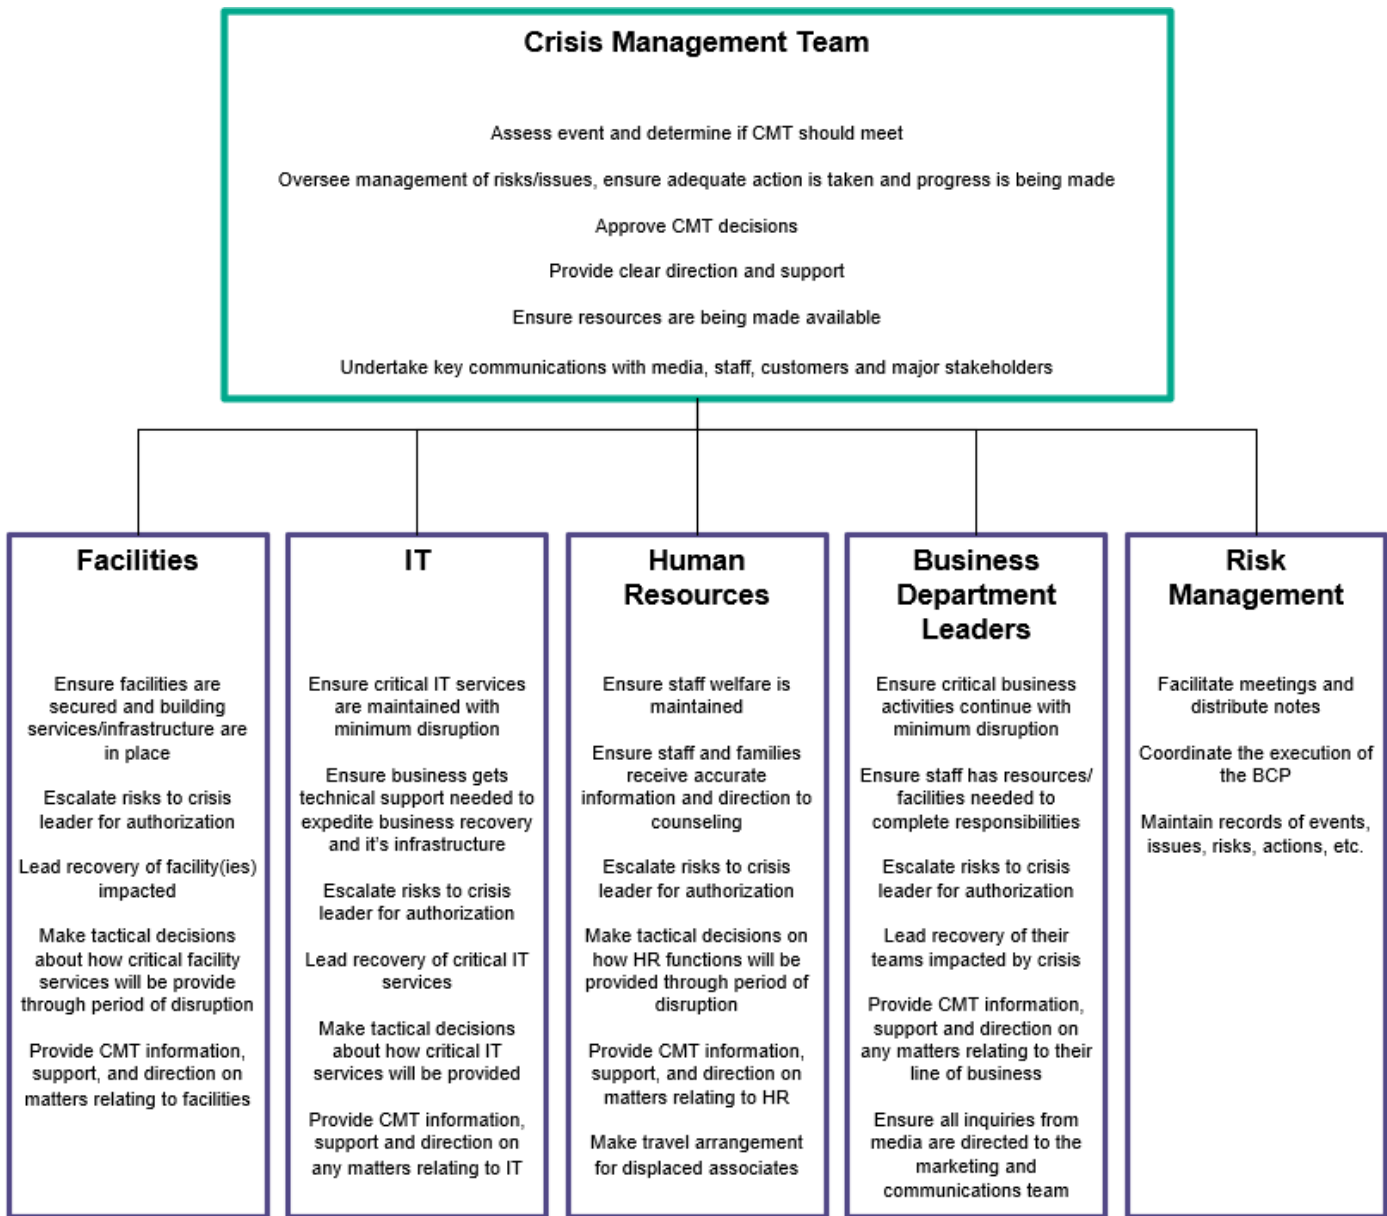 Crisis Management Team
Assess event and determine if CMT should meet
Oversee management of risks/issues, ensure adequate action is taken and progress is being made
Approve CMT decisions
Provide clear direction and support
Ensure resources are being made available
Undertake key communications with media, staff, customers and major stakeholders
Facilities
Ensure facilities are
secured and building
services/infrastructure are
in place
Escalate risks to crisis
leader for authorization
Lead recovery of facility(ies)
impacted
Make tactical decisions
about how critical facility
services will be provide
through period of disruption
Provide CMT information,
support, and direction on
matters relating to facilities
IT
Ensure critical IT services
are maintained with
minimum disruption
Ensure business gets
technical support needed to
expedite business recovery
and it's infrastructure
Escalate risks to crisis
leader for authorization
Lead recovery of critical IT
services
Make tactical decisions
about how critical IT
services will be provided
Provide CMT information,
support and direction on
any matters relating to IT
Human
Resources
Ensure staff welfare is
maintained
Ensure staff and families
receive accurate
information and direction to
counseling
Escalate risks to crisis
leader for authorization
Make tactical decisions on
how HR functions will be
provided through period of
disruption
Provide CMT information,
support, and direction on
matters relating to HR
Make travel arrangement
for displaced associates
Business
Department
Leaders
Ensure critical business
activities continue with
minimum disruption
Ensure staff has resources/
facilities needed to
complete responsibilities
Escalate risks to crisis
leader for authorization
Lead recovery of their
teams impacted by crisis
Provide CMT information,
support and direction on
any matters relating to their
line of business
Ensure all inquiries from
media are directed to the
marketing and
communications team
Risk
Management
Facilitate meetings and
distribute notes
Coordinate the execution of
the BCP
Maintain records of events,
issues, risks, actions, etc.